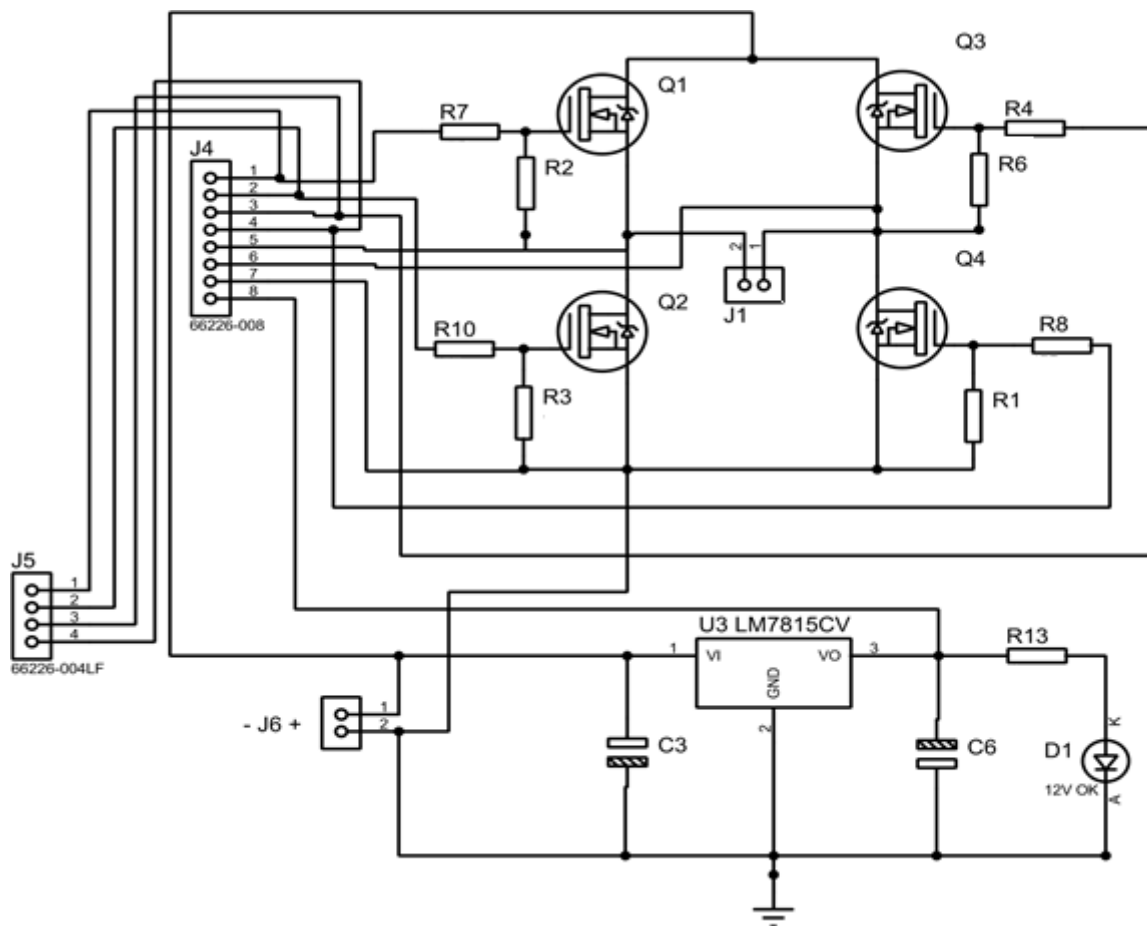 Q3
Q1
R7
R4
J4
1
2
3
4
5
6
7
8
66226-008
R2
R6
2
1
J1
Q4
Q2
R10
R8
R3
R1
J5
1
2
3
4
66226-004LF
U3 LM7815CV
1
VI
VO
3
GND
2
R13
- J6 +
1
2
C3
C6
D1
12V OK
K
A